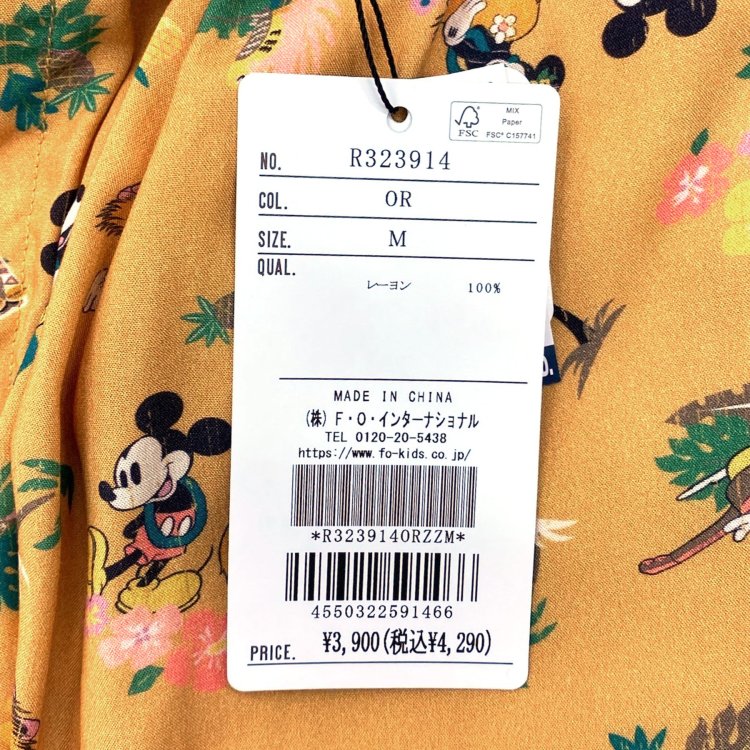 FSC
MIX
Paper
FSC® C157741
NO. R323914
COL. OR
SIZE. M
QUAL.
レーヨン 100%
MADE IN CHINA
(株) F・O・インターナショナル
TEL 0120-20-5438
https://www.fo-kids.co.jp/
*R323914ORZZM*
4550322591466
PRICE. ¥3,900(税込¥4,290)